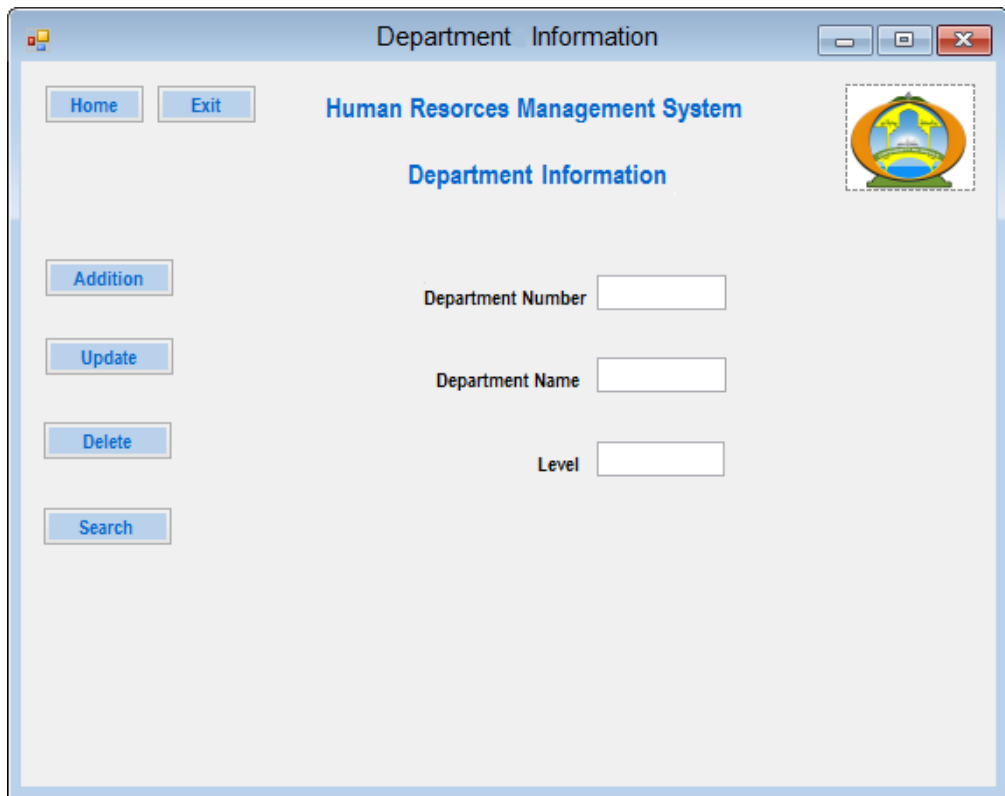 Department Information
Home Exit Human Resorces Management System
Department Information
Addition
Department Number
Update
Department Name
Delete
Level
Search